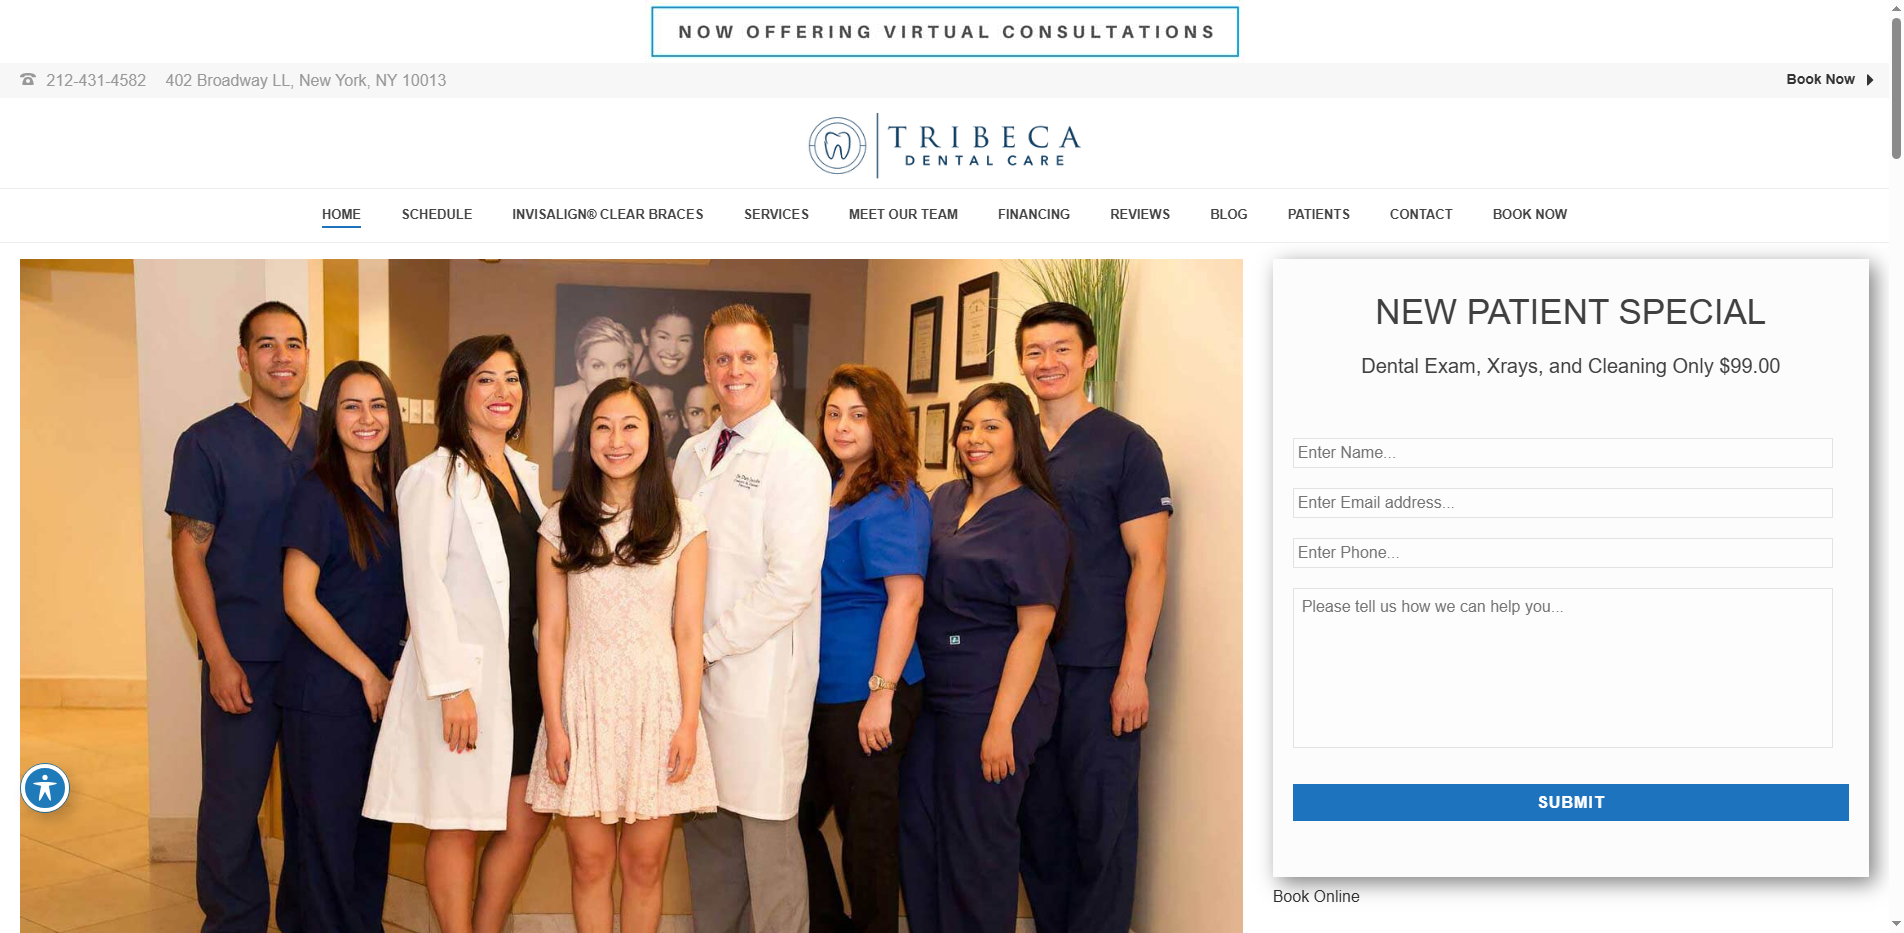 NOW OFFERING VIRTUAL CONSULTATIONS
212-431-4582 402 Broadway LL, New York, NY 10013
Book Now
TRIBECA
DENTAL CARE
HOME SCHEDULE INVISALIGN® CLEAR BRACES SERVICES MEET OUR TEAM FINANCING REVIEWS BLOG PATIENTS CONTACT BOOK NOW
NEW PATIENT SPECIAL
Dental Exam, Xrays, and Cleaning Only $99.00
Enter Name...
Enter Email address...
Enter Phone...
Please tell us how we can help you...
SUBMIT
Book Online